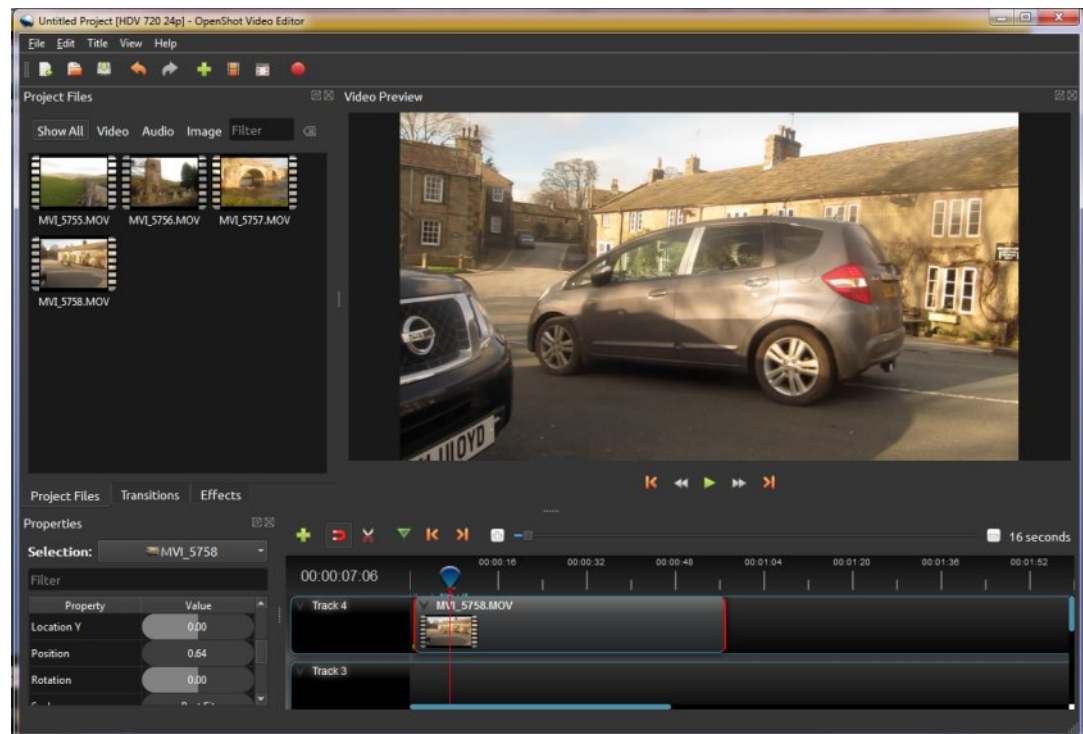 Untitled Project [HDV 720 24p] - OpenShot Video Editor
File Edit Title View Help
Project Files
Video Preview
Show All Video Audio Image Filter
MVI_5755.MOV MVI_5756.MOV MVI_5757.MOV
MVI_5758.MOV
Project Files Transitions Effects
Properties
Selection: MVI_5758
16 seconds
Filter
00:00:07:06
00:00:16 00:00:32 00:00:48 00:01:04 00:01:20 00:01:36 00:01:52
Property Value
Location Y 0.00
Position 0.64
Rotation 0.00
Track 4
MVI_5758.MOV
Track 3